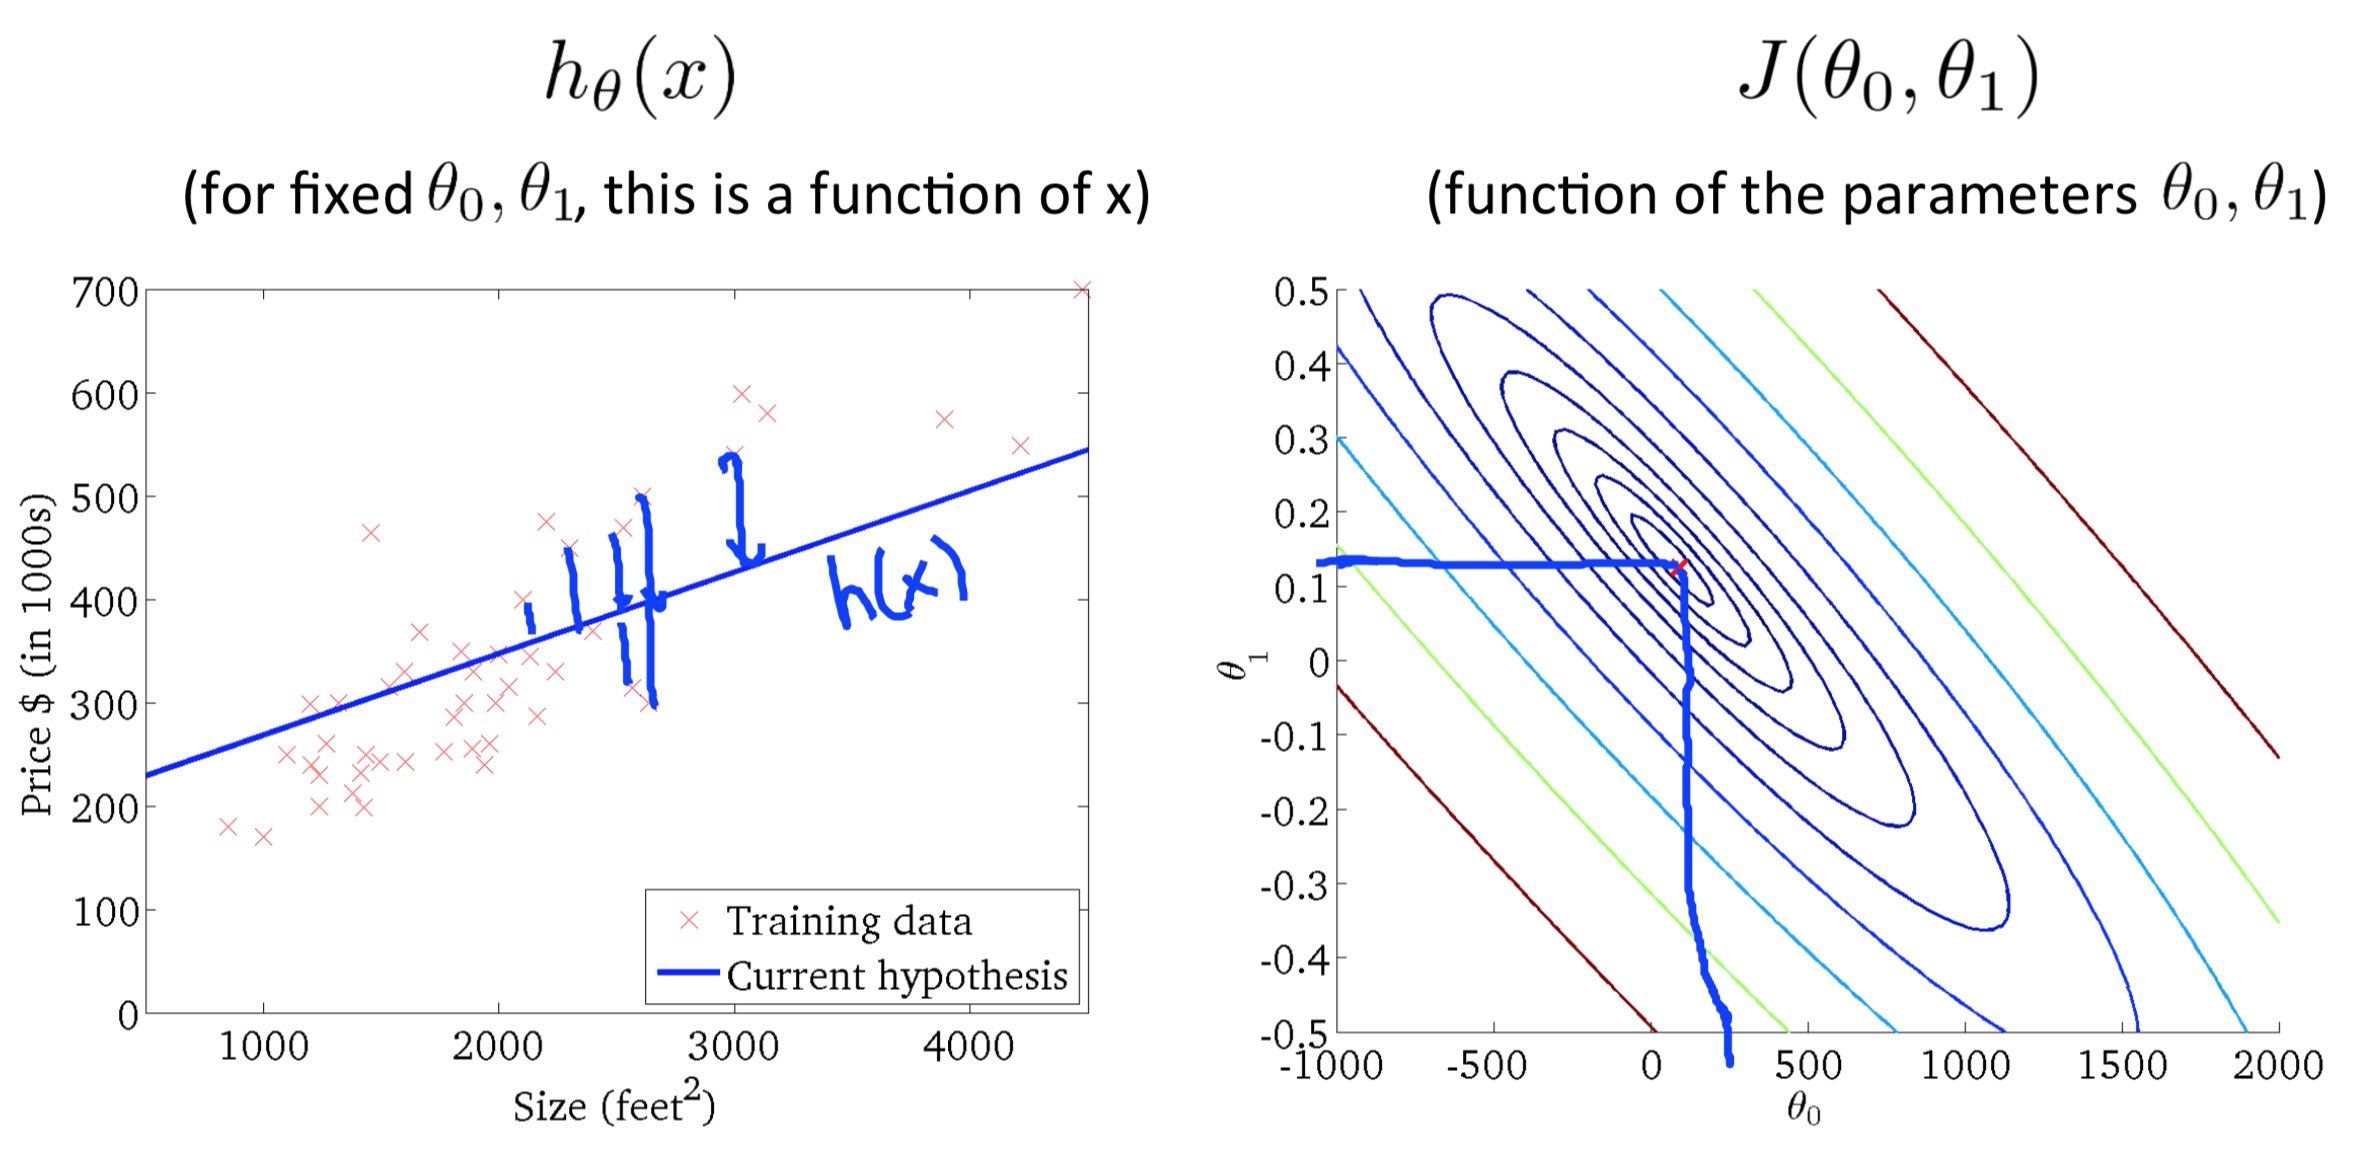 hθ(x)
(for fixed θ0, θ1, this is a function of x)
700
600
500
400
300
200
100
0
Price $ (in 1000s)
1000 2000 3000 4000
Size (feet²)
h(x)
Training data
Current hypothesis
J(θ0, θ1)
(function of the parameters θ0, θ1)
0.5
0.4
0.3
0.2
0.1
0
-0.1
-0.2
-0.3
-0.4
-0.5
θ1
-1000 -500 0 500 1000 1500 2000
θ0